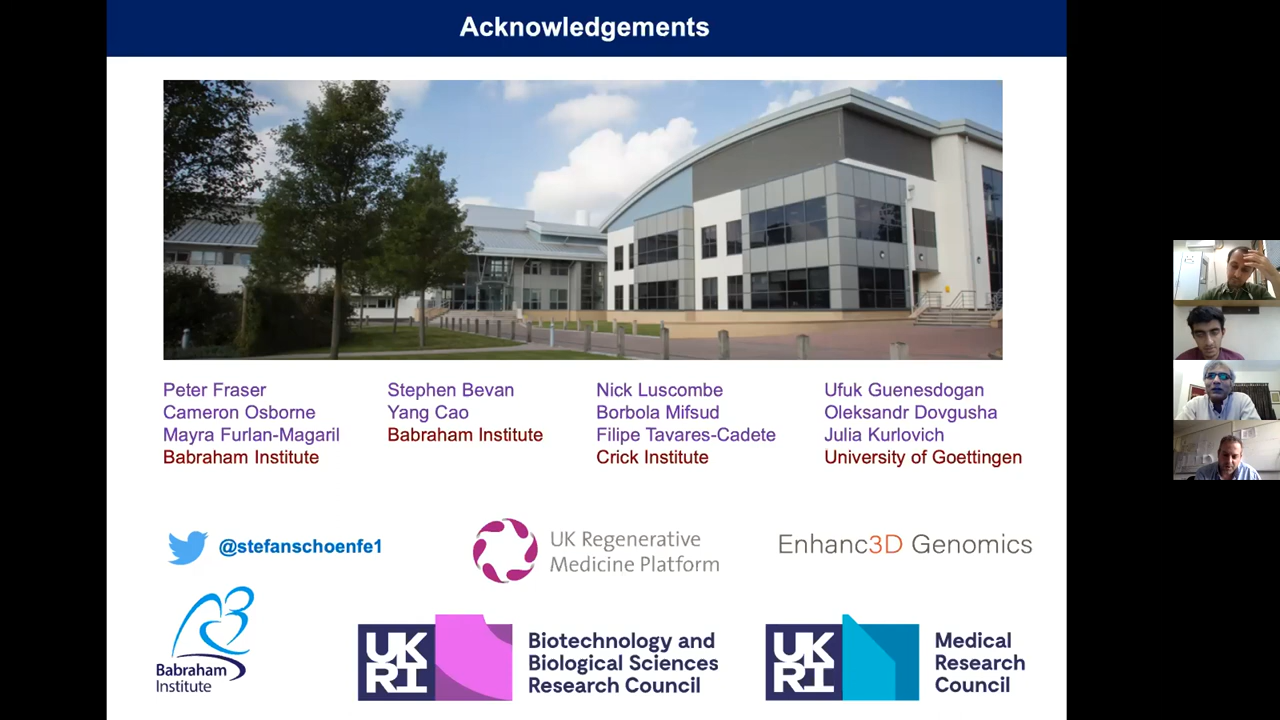 Acknowledgements
Peter Fraser
Cameron Osborne
Mayra Furlan-Magaril
Babraham Institute
Stephen Bevan
Yang Cao
Babraham Institute
Nick Luscombe
Borbola Mifsud
Filipe Tavares-Cadete
Crick Institute
Ufuk Guenesdogan
Oleksandr Dovgusha
Julia Kurlovich
University of Goettingen
@stefanschoenfe1
UK Regenerative
Medicine Platform
Enhanc3D Genomics
Babraham
Institute
UK
RI
Biotechnology and
Biological Sciences
Research Council
UK
RI
Medical
Research
Council